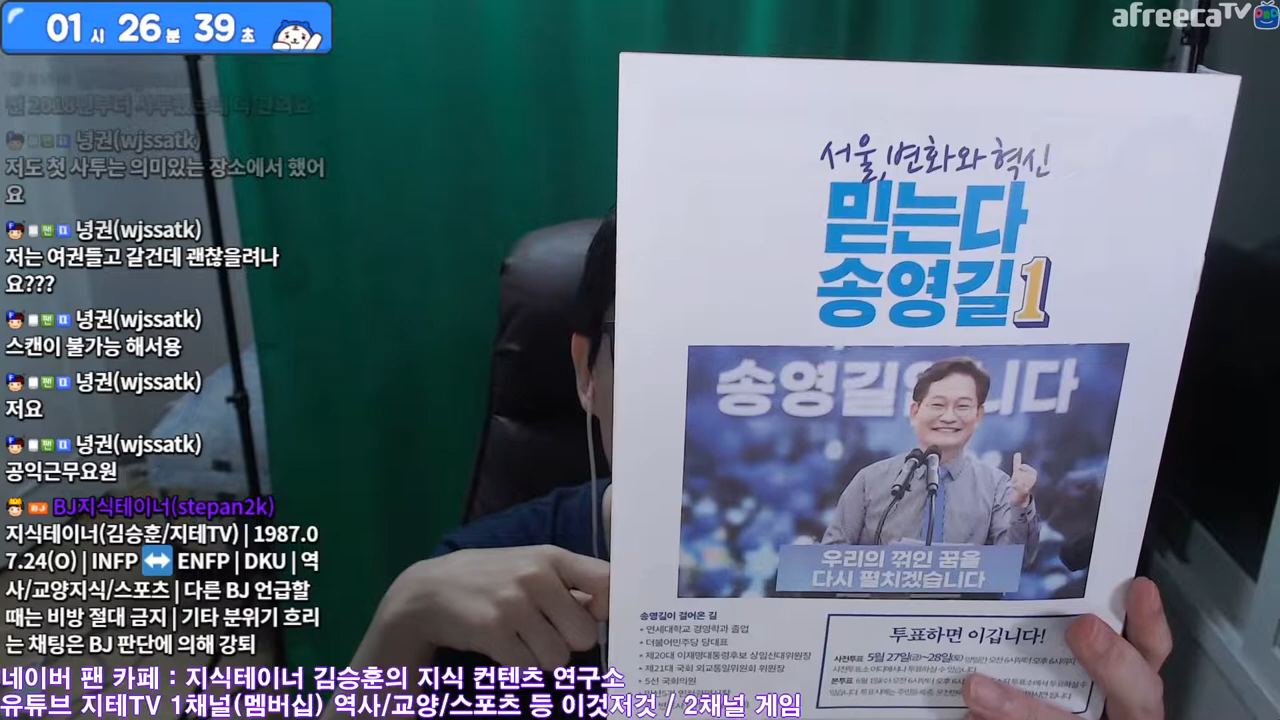 01시 26분 39초
afreecaTV
녕권(wjssatk)
저도 첫 사투는 의미있는 장소에서 했어
요
녕권(wjssatk)
저는 여권들고 갈건데 괜찮을려나
요???
녕권(wjssatk)
스캔이 불가능 해서용
녕권(wjssatk)
저요
녕권(wjssatk)
공익근무요원
BJ지식테이너(stepan2k)
지식테이너(김승훈/지테TV) | 1987.0
7.24(O) | INFP ↔ ENFP | DKU | 역
사/교양지식/스포츠 | 다른 BJ 언급할
때는 비방 절대 금지 | 기타 분위기 흐리
는 채팅은 BJ 판단에 의해 강퇴
네이버 팬 카페 : 지식테이너 김승훈의 지식 컨텐츠 연구소
유튜브 지테TV 1채널(멤버십) 역사/교양/스포츠 등 이것저것 / 2채널 게임
서울, 변화와 혁신
믿는다
송영길1
송영길입니다
우리의 꺾인 꿈을
다시 펼치겠습니다
송영길이 걸어온 길
• 연세대학교 경영학과 졸업
• 더불어민주당 당대표
• 제20대 이재명대통령후보 상임선대위원장
• 제21대 국회 외교통일위원회 위원장
• 5선 국회의원
투표하면 이깁니다!
사전투표 5월 27일(금)~28일(토)
본투표